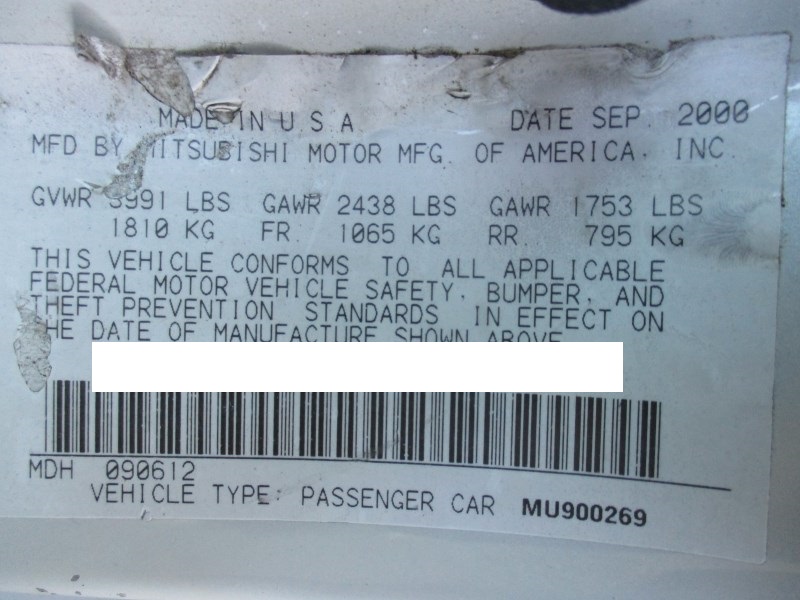 MADE IN U S A DATE SEP. 2000
MFD BY MITSUBISHI MOTOR MFG. OF AMERICA, INC.
GVWR 3991 LBS GAWR 2438 LBS GAWR 1753 LBS
1810 KG FR. 1065 KG RR. 795 KG
THIS VEHICLE CONFORMS TO ALL APPLICABLE
FEDERAL MOTOR VEHICLE SAFETY, BUMPER, AND
THEFT PREVENTION STANDARDS IN EFFECT ON
THE DATE OF MANUFACTURE SHOWN ABOVE
MDH 090612
VEHICLE TYPE: PASSENGER CAR MU900269